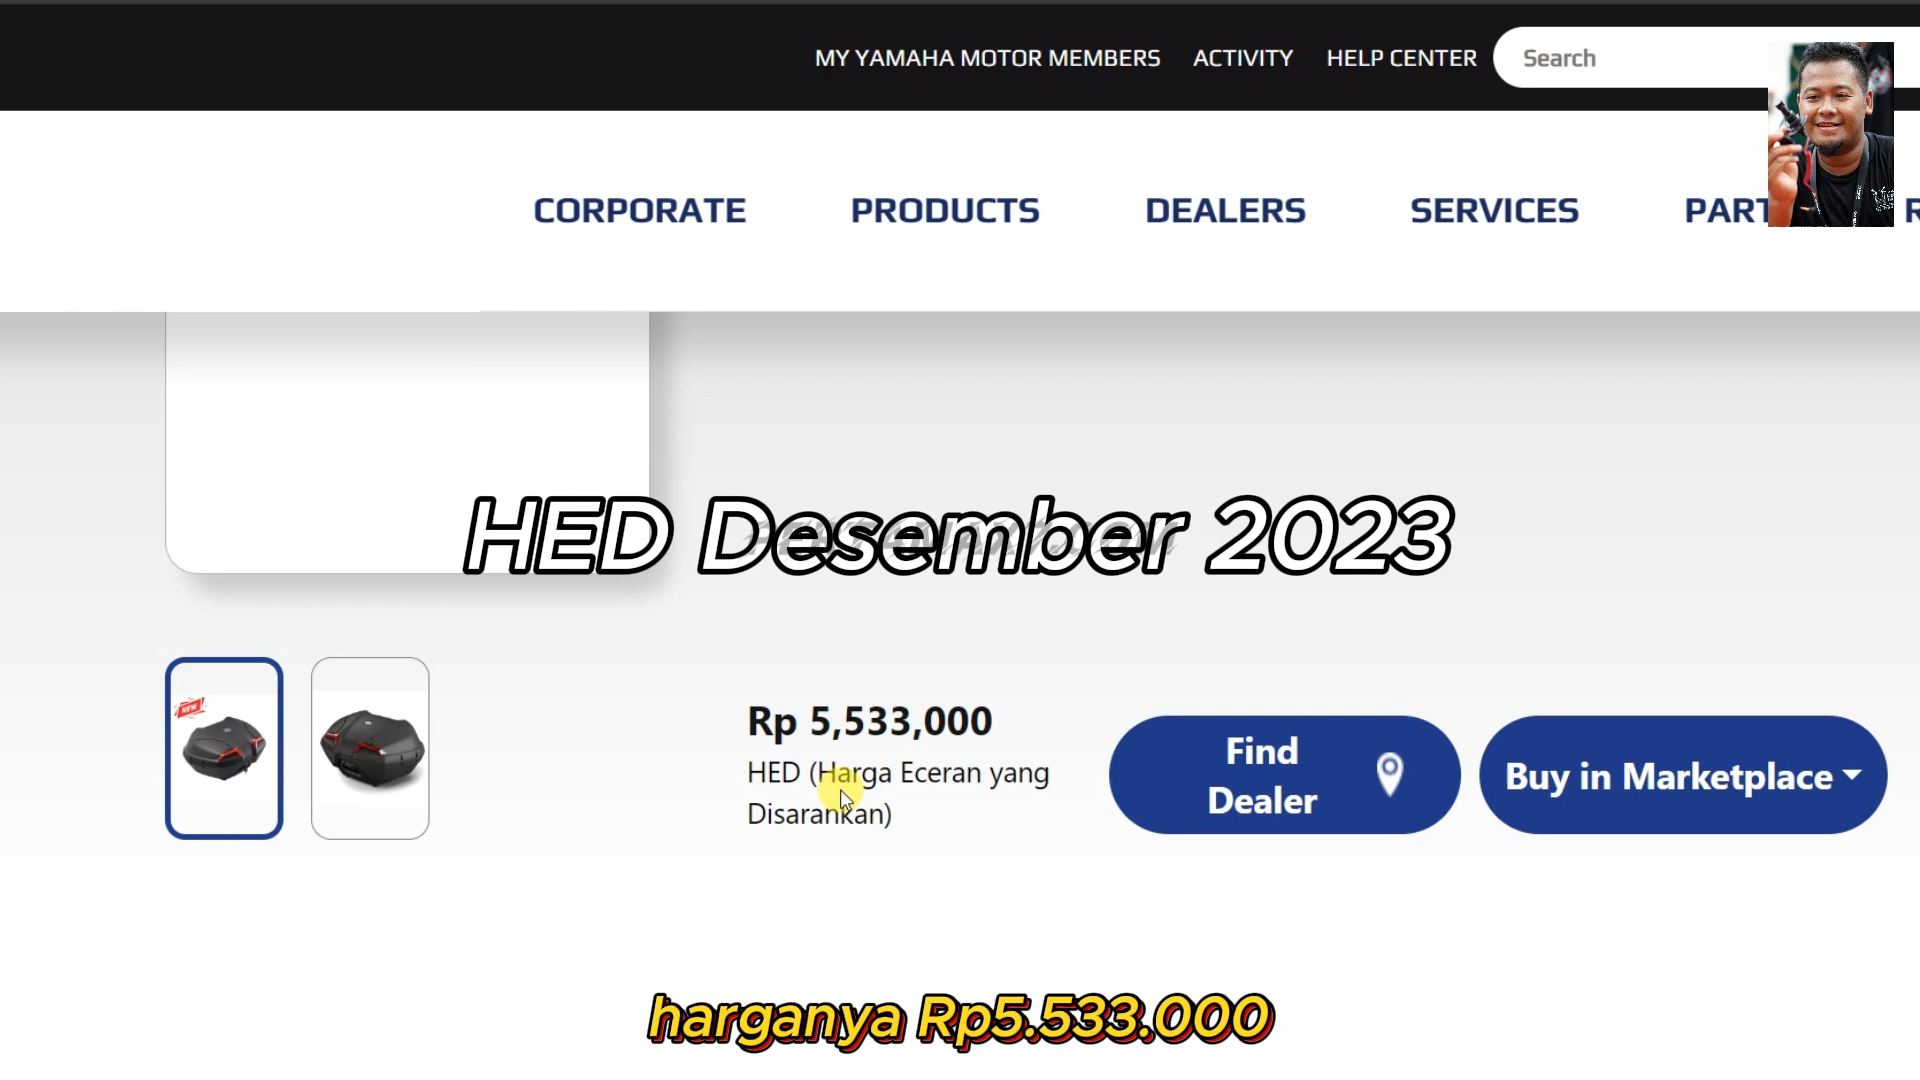 MY YAMAHA MOTOR MEMBERS ACTIVITY HELP CENTER Search
CORPORATE PRODUCTS DEALERS SERVICES PART
HED Desember 2023
NEW
Rp 5,533,000
HED (Harga Eceran yang
Disarankan)
Find
Dealer
Buy in Marketplace
harganya Rp5.533.000